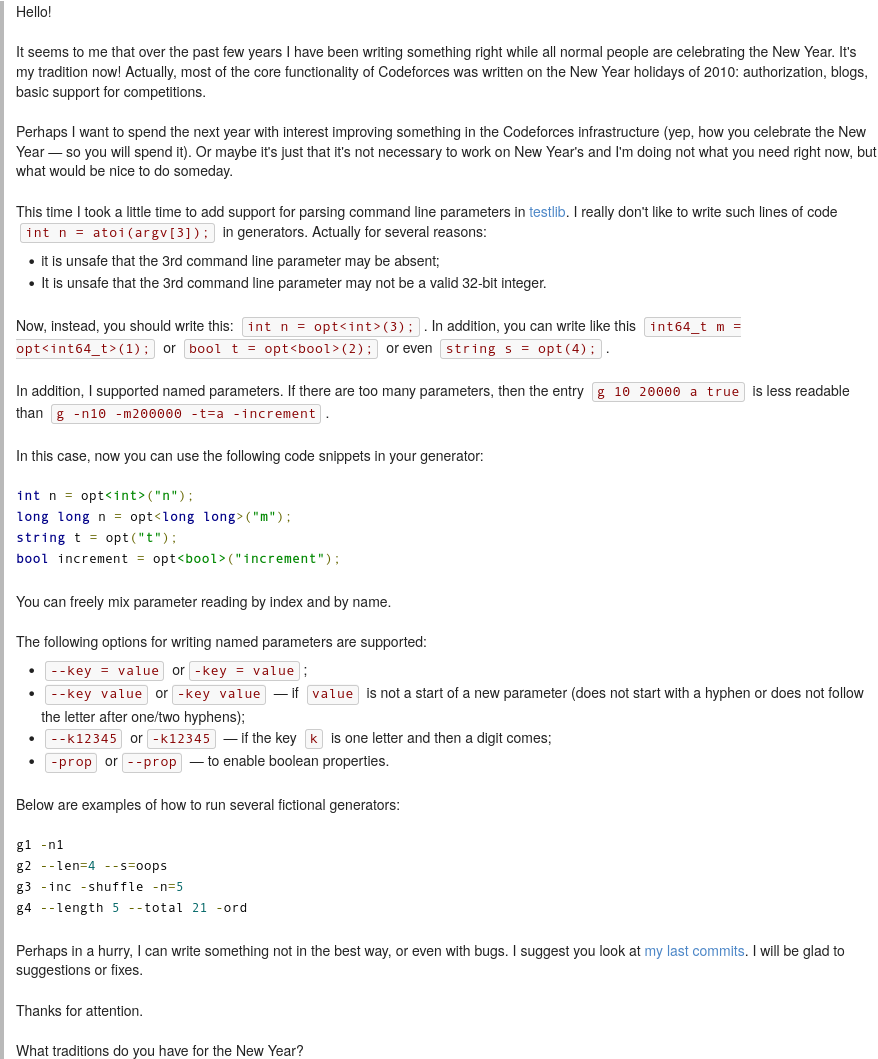 Hello!
It seems to me that over the past few years I have been writing something right while all normal people are celebrating the New Year. It's
my tradition now! Actually, most of the core functionality of Codeforces was written on the New Year holidays of 2010: authorization, blogs,
basic support for competitions.
Perhaps I want to spend the next year with interest improving something in the Codeforces infrastructure (yep, how you celebrate the New
Year — so you will spend it). Or maybe it's just that it's not necessary to work on New Year's and I'm doing not what you need right now, but
what would be nice to do someday.
This time I took a little time to add support for parsing command line parameters in testlib. I really don't like to write such lines of code
int n = atoi(argv[3]); in generators. Actually for several reasons:
• it is unsafe that the 3rd command line parameter may be absent;
• It is unsafe that the 3rd command line parameter may not be a valid 32-bit integer.
Now, instead, you should write this: int n = opt<int>(3); . In addition, you can write like this int64_t m =
opt<int64_t>(1); or bool t = opt<bool>(2); or even string s = opt(4); .
In addition, I supported named parameters. If there are too many parameters, then the entry g 10 20000 a true is less readable
than g -n10 -m200000 -t=a -increment .
In this case, now you can use the following code snippets in your generator:
int n = opt<int>("n");
long long n = opt<long long>("m");
string t = opt("t");
bool increment = opt<bool>("increment");
You can freely mix parameter reading by index and by name.
The following options for writing named parameters are supported:
• --key = value or -key = value ;
• --key value or -key value — if value is not a start of a new parameter (does not start with a hyphen or does not follow
the letter after one/two hyphens);
• --k12345 or -k12345 — if the key k is one letter and then a digit comes;
• -prop or --prop — to enable boolean properties.
Below are examples of how to run several fictional generators:
g1 -n1
g2 --len=4 --s=oops
g3 -inc -shuffle -n=5
g4 --length 5 --total 21 -ord
Perhaps in a hurry, I can write something not in the best way, or even with bugs. I suggest you look at my last commits. I will be glad to
suggestions or fixes.
Thanks for attention.
What traditions do you have for the New Year?